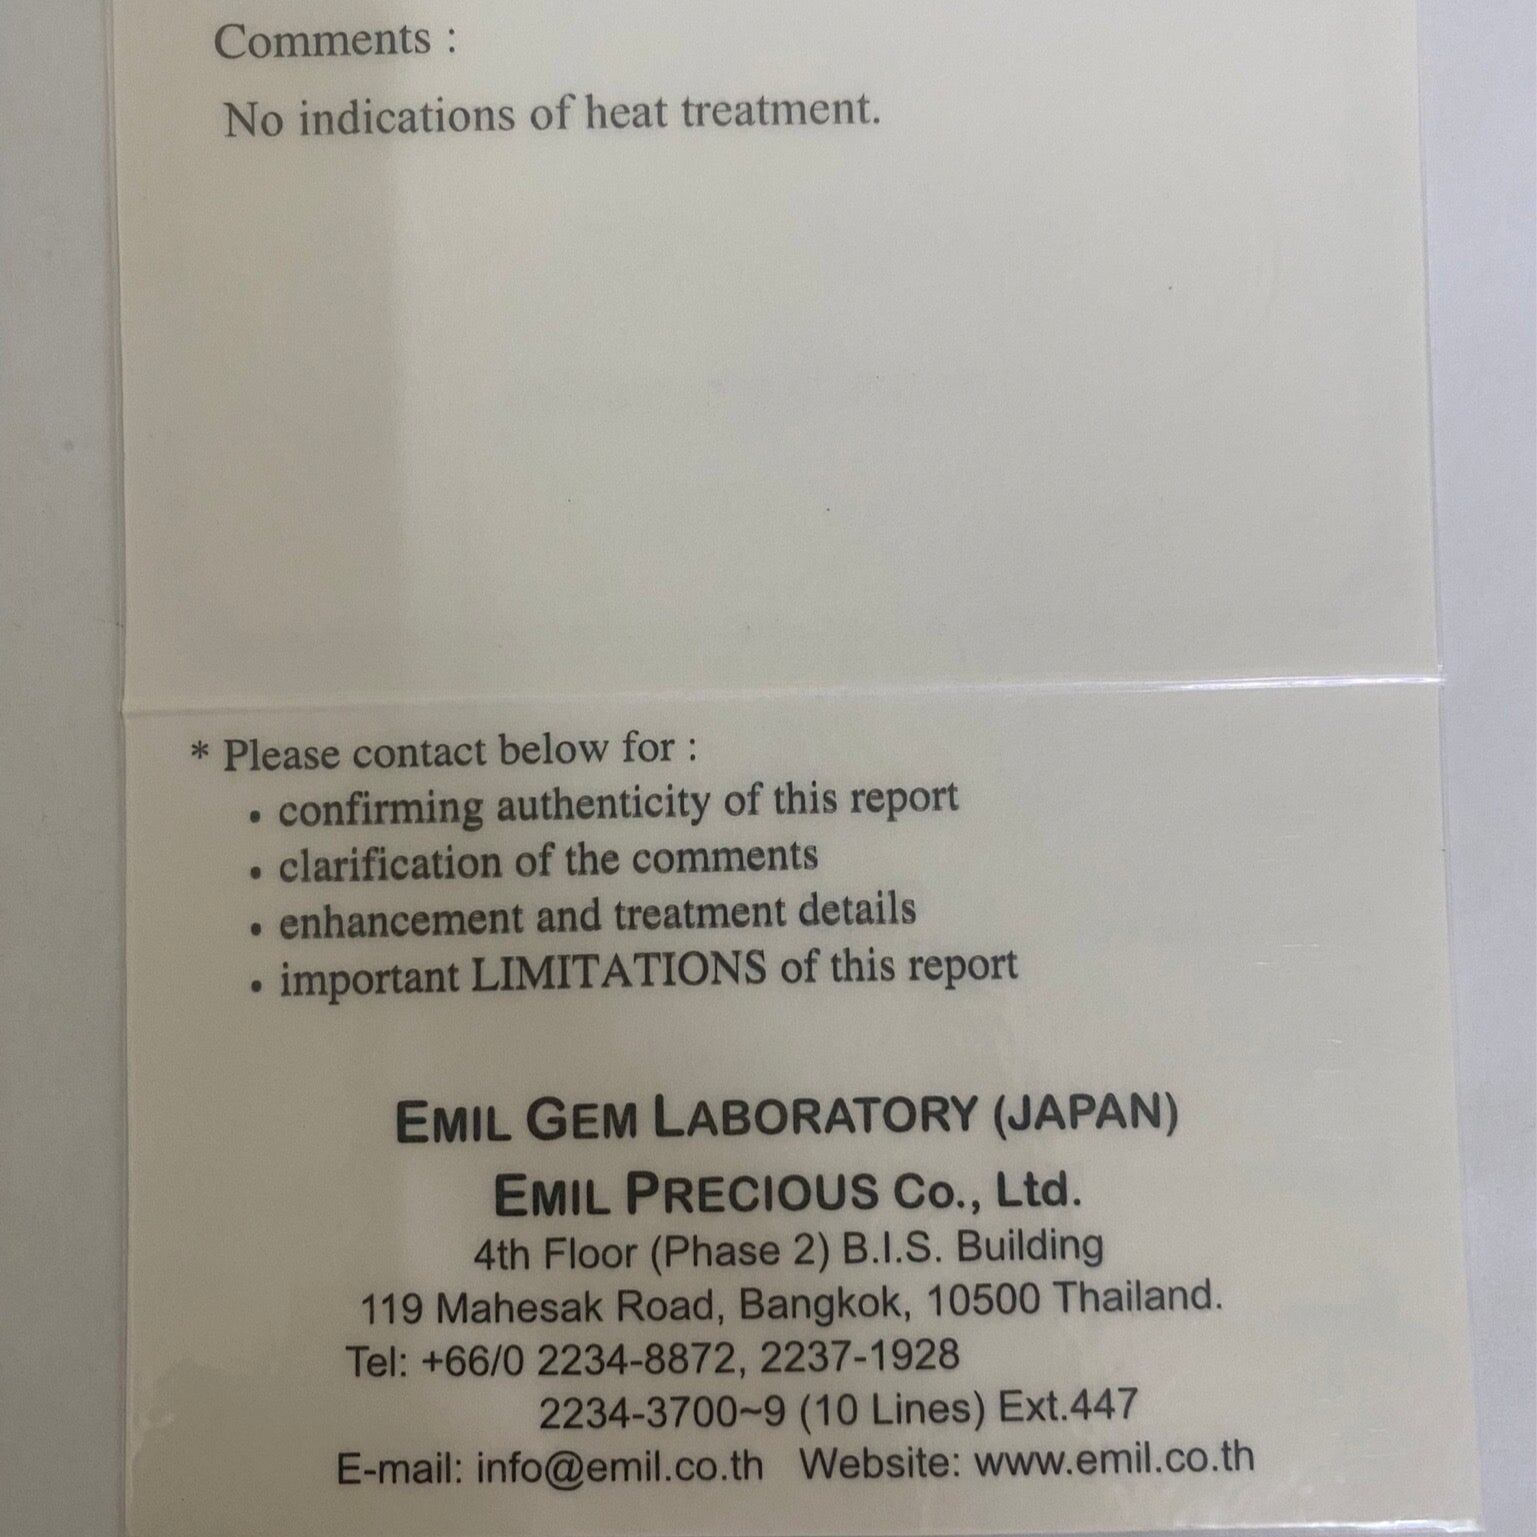 Comments :
No indications of heat treatment.
* Please contact below for :
• confirming authenticity of this report
• clarification of the comments
• enhancement and treatment details
• important LIMITATIONS of this report
EMIL GEM LABORATORY (JAPAN)
EMIL PRECIOUS Co., Ltd.
4th Floor (Phase 2) B.I.S. Building
119 Mahesak Road, Bangkok, 10500 Thailand.
Tel: +66/0 2234-8872, 2237-1928
2234-3700~9 (10 Lines) Ext.447
E-mail: info@emil.co.th Website: www.emil.co.th